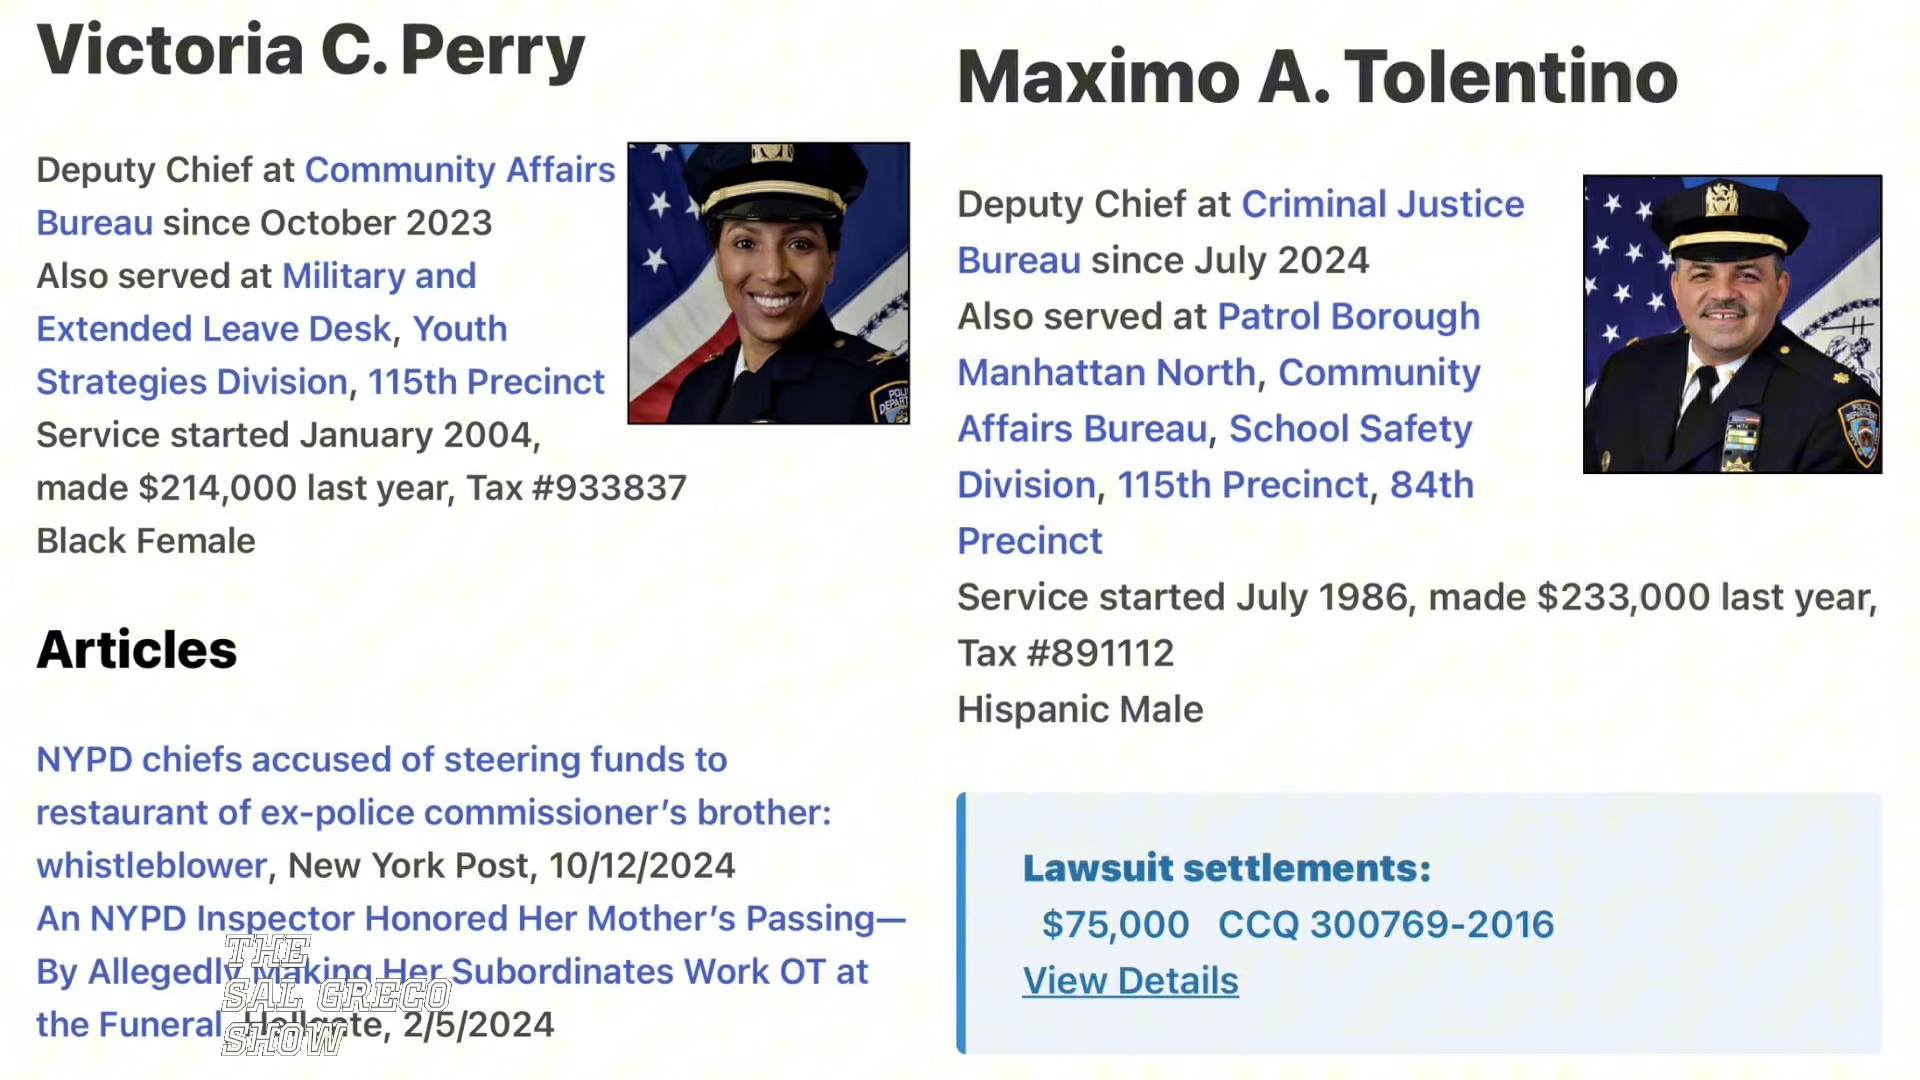 Victoria C. Perry
Deputy Chief at Community Affairs
Bureau since October 2023
Also served at Military and
Extended Leave Desk, Youth
Strategies Division, 115th Precinct
Service started January 2004,
made $214,000 last year, Tax #933837
Black Female
Articles
NYPD chiefs accused of steering funds to
restaurant of ex-police commissioner's brother:
whistleblower, New York Post, 10/12/2024
An NYPD Inspector Honored Her Mother's Passing—
By Allegedly Making Her Subordinates Work OT at
the Funeral, Hellgate, 2/5/2024
THE
SAL GRECO
SHOW
Maximo A. Tolentino
Deputy Chief at Criminal Justice
Bureau since July 2024
Also served at Patrol Borough
Manhattan North, Community
Affairs Bureau, School Safety
Division, 115th Precinct, 84th
Precinct
Service started July 1986, made $233,000 last year,
Tax #891112
Hispanic Male
Lawsuit settlements:
$75,000 CCQ 300769-2016
View Details